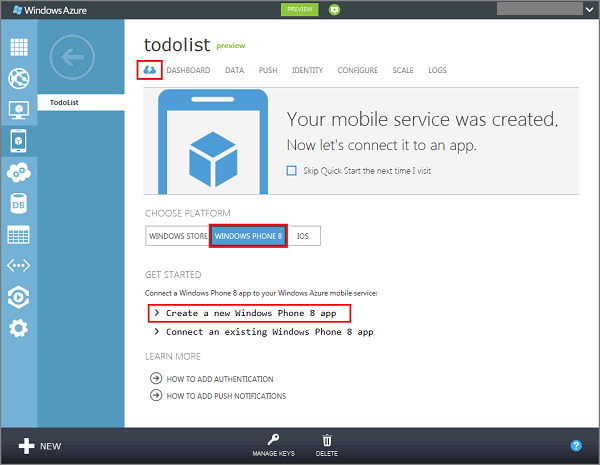 Windows Azure
PREVIEW
todolist preview
DASHBOARD DATA PUSH IDENTITY CONFIGURE SCALE LOGS
TodoList
Your mobile service was created.
Now let's connect it to an app.
Skip Quick Start the next time I visit
CHOOSE PLATFORM
WINDOWS STORE WINDOWS PHONE 8 IOS
GET STARTED
Connect a Windows Phone 8 app to your Windows Azure mobile service:
Create a new Windows Phone 8 app
Connect an existing Windows Phone 8 app
LEARN MORE
HOW TO ADD AUTHENTICATION
HOW TO ADD PUSH NOTIFICATIONS
DB
NEW
MANAGE KEYS DELETE
?